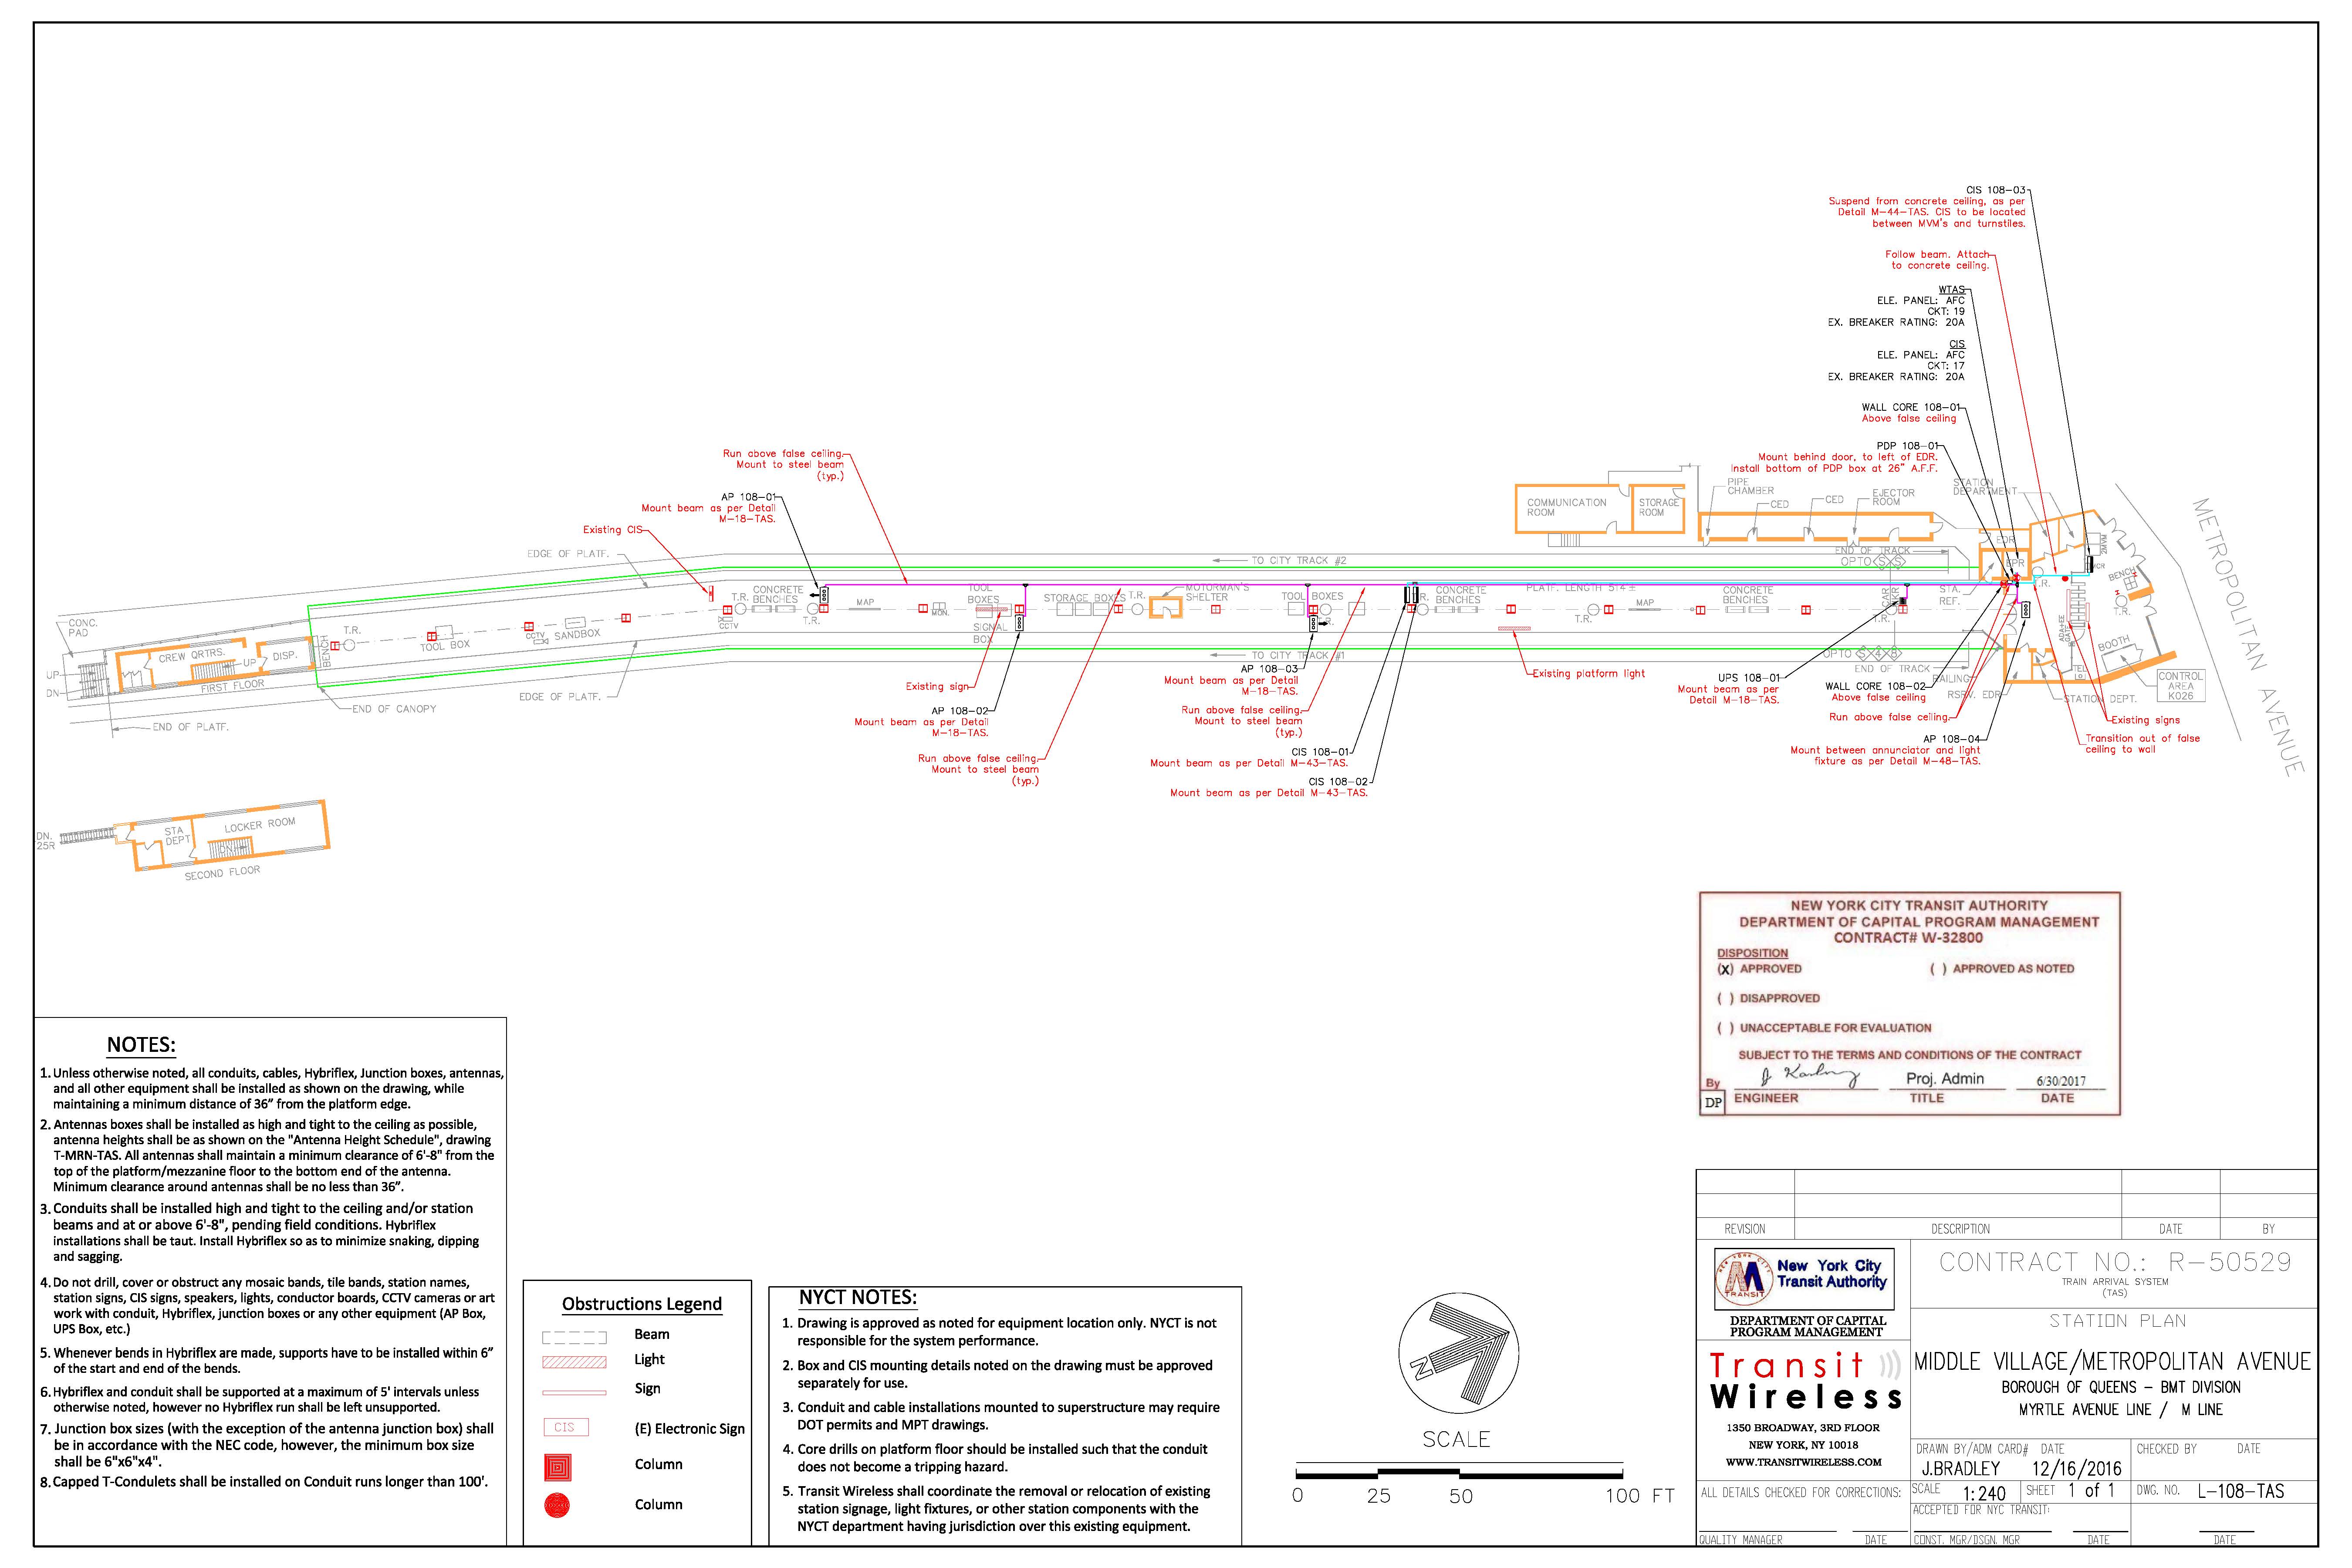 CIS 108-03
Suspend from concrete ceiling, as per
Detail M-44-TAS. CIS to be located
between MVM's and turnstiles.
Follow beam. Attach
to concrete ceiling.
WTAS
ELE. PANEL: AFC
CKT: 19
EX. BREAKER RATING: 20A
CIS
ELE. PANEL: AFC
CKT: 17
EX. BREAKER RATING: 20A
WALL CORE 108-01
Above false ceiling
PDP 108-01
Mount behind door, to left of EDR.
Install bottom of PDP box at 26" A.F.F.
Run above false ceiling.
Mount to steel beam
(typ.)
AP 108-01
Mount beam as per Detail
M-18-TAS.
Existing CIS
EDGE OF PLATF.
COMMUNICATION
ROOM
STORAGE
ROOM
PIPE
CHAMBER
CED
CED
EJECTOR
ROOM
STATION
DEPARTMENT
METROPOLITAN AVENUE
TO CITY TRACK #2
END OF TRACK
OPTO
S
S
EDR
EPR
2MVM
BENCH
T.R.
T.R.
CONC.
PAD
UP
DN
CREW QRTRS.
UP
DISP.
FIRST FLOOR
BENCH
T.R.
TOOL BOX
CCTV
SANDBOX
CCTV
T.R.
CONCRETE
BENCHES
T.R.
MAP
MON.
TOOL
BOXES
SIGNAL
BOX
STORAGE BOXES
T.R.
MOTORMAN'S
SHELTER
TOOL BOXES
T.R.
CONCRETE
BENCHES
T.R.
MAP
CONCRETE
BENCHES
T.R.
CAR
MKR
STA.
REF.
ADA+EE
GATE
BOOTH
TEL
CONTROL
AREA
K026
TO CITY TRACK #1
OPTO
S
4
8
END OF TRACK
RAILING
RSRV. EDR
STATION DEPT.
END OF CANOPY
EDGE OF PLATF.
END OF PLATF.
Existing sign
AP 108-02
Mount beam as per Detail
M-18-TAS.
Run above false ceiling.
Mount to steel beam
(typ.)
AP 108-03
Mount beam as per Detail
M-18-TAS.
Run above false ceiling.
Mount to steel beam
(typ.)
CIS 108-01
Mount beam as per Detail M-43-TAS.
CIS 108-02
Mount beam as per Detail M-43-TAS.
Existing platform light
UPS 108-01
Mount beam as per
Detail M-18-TAS.
WALL CORE 108-02
Above false ceiling
Run above false ceiling.
AP 108-04
Mount between annunciator and light
fixture as per Detail M-48-TAS.
Existing signs
Transition out of false
ceiling to wall
DN.
25R
STA
DEPT
LOCKER ROOM
DN.
SECOND FLOOR
NEW YORK CITY TRANSIT AUTHORITY
DEPARTMENT OF CAPITAL PROGRAM MANAGEMENT
CONTRACT# W-32800
DISPOSITION
(X) APPROVED
( ) APPROVED AS NOTED
( ) DISAPPROVED
( ) UNACCEPTABLE FOR EVALUATION
SUBJECT TO THE TERMS AND CONDITIONS OF THE CONTRACT
By
Proj. Admin
6/30/2017
DP
ENGINEER
TITLE
DATE
NOTES:
1. Unless otherwise noted, all conduits, cables, Hybriflex, Junction boxes, antennas,
and all other equipment shall be installed as shown on the drawing, while
maintaining a minimum distance of 36” from the platform edge.
2. Antennas boxes shall be installed as high and tight to the ceiling as possible,
antenna heights shall be as shown on the "Antenna Height Schedule", drawing
T-MRN-TAS. All antennas shall maintain a minimum clearance of 6'-8" from the
top of the platform/mezzanine floor to the bottom end of the antenna.
Minimum clearance around antennas shall be no less than 36”.
3. Conduits shall be installed high and tight to the ceiling and/or station
beams and at or above 6'-8", pending field conditions. Hybriflex
installations shall be taut. Install Hybriflex so as to minimize snaking, dipping
and sagging.
4. Do not drill, cover or obstruct any mosaic bands, tile bands, station names,
station signs, CIS signs, speakers, lights, conductor boards, CCTV cameras or art
work with conduit, Hybriflex, junction boxes or any other equipment (AP Box,
UPS Box, etc.)
5. Whenever bends in Hybriflex are made, supports have to be installed within 6”
of the start and end of the bends.
6. Hybriflex and conduit shall be supported at a maximum of 5' intervals unless
otherwise noted, however no Hybriflex run shall be left unsupported.
7. Junction box sizes (with the exception of the antenna junction box) shall
be in accordance with the NEC code, however, the minimum box size
shall be 6"x6"x4".
8. Capped T-Condulets shall be installed on Conduit runs longer than 100'.
Obstructions Legend
Beam
Light
Sign
CIS
(E) Electronic Sign
Column
Column
NYCT NOTES:
1. Drawing is approved as noted for equipment location only. NYCT is not
responsible for the system performance.
2. Box and CIS mounting details noted on the drawing must be approved
separately for use.
3. Conduit and cable installations mounted to superstructure may require
DOT permits and MPT drawings.
4. Core drills on platform floor should be installed such that the conduit
does not become a tripping hazard.
5. Transit Wireless shall coordinate the removal or relocation of existing
station signage, light fixtures, or other station components with the
NYCT department having jurisdiction over this existing equipment.
N
SCALE
0 25 50 100 FT
REVISION
DESCRIPTION
DATE
BY
New York City
Transit Authority
DEPARTMENT OF CAPITAL
PROGRAM MANAGEMENT
Transit
Wireless
1350 BROADWAY, 3RD FLOOR
NEW YORK, NY 10018
WWW.TRANSITWIRELESS.COM
ALL DETAILS CHECKED FOR CORRECTIONS:
QUALITY MANAGER
DATE
CONTRACT NO.: R-50529
TRAIN ARRIVAL SYSTEM
(TAS)
STATION PLAN
MIDDLE VILLAGE/METROPOLITAN AVENUE
BOROUGH OF QUEENS - BMT DIVISION
MYRTLE AVENUE LINE / M LINE
DRAWN BY/ADM CARD# DATE
J.BRADLEY 12/16/2016
CHECKED BY DATE
SCALE 1:240
SHEET 1 of 1
DWG. NO. L-108-TAS
ACCEPTED FOR NYC TRANSIT:
CONST. MGR/DSGN. MGR
DATE
DATE